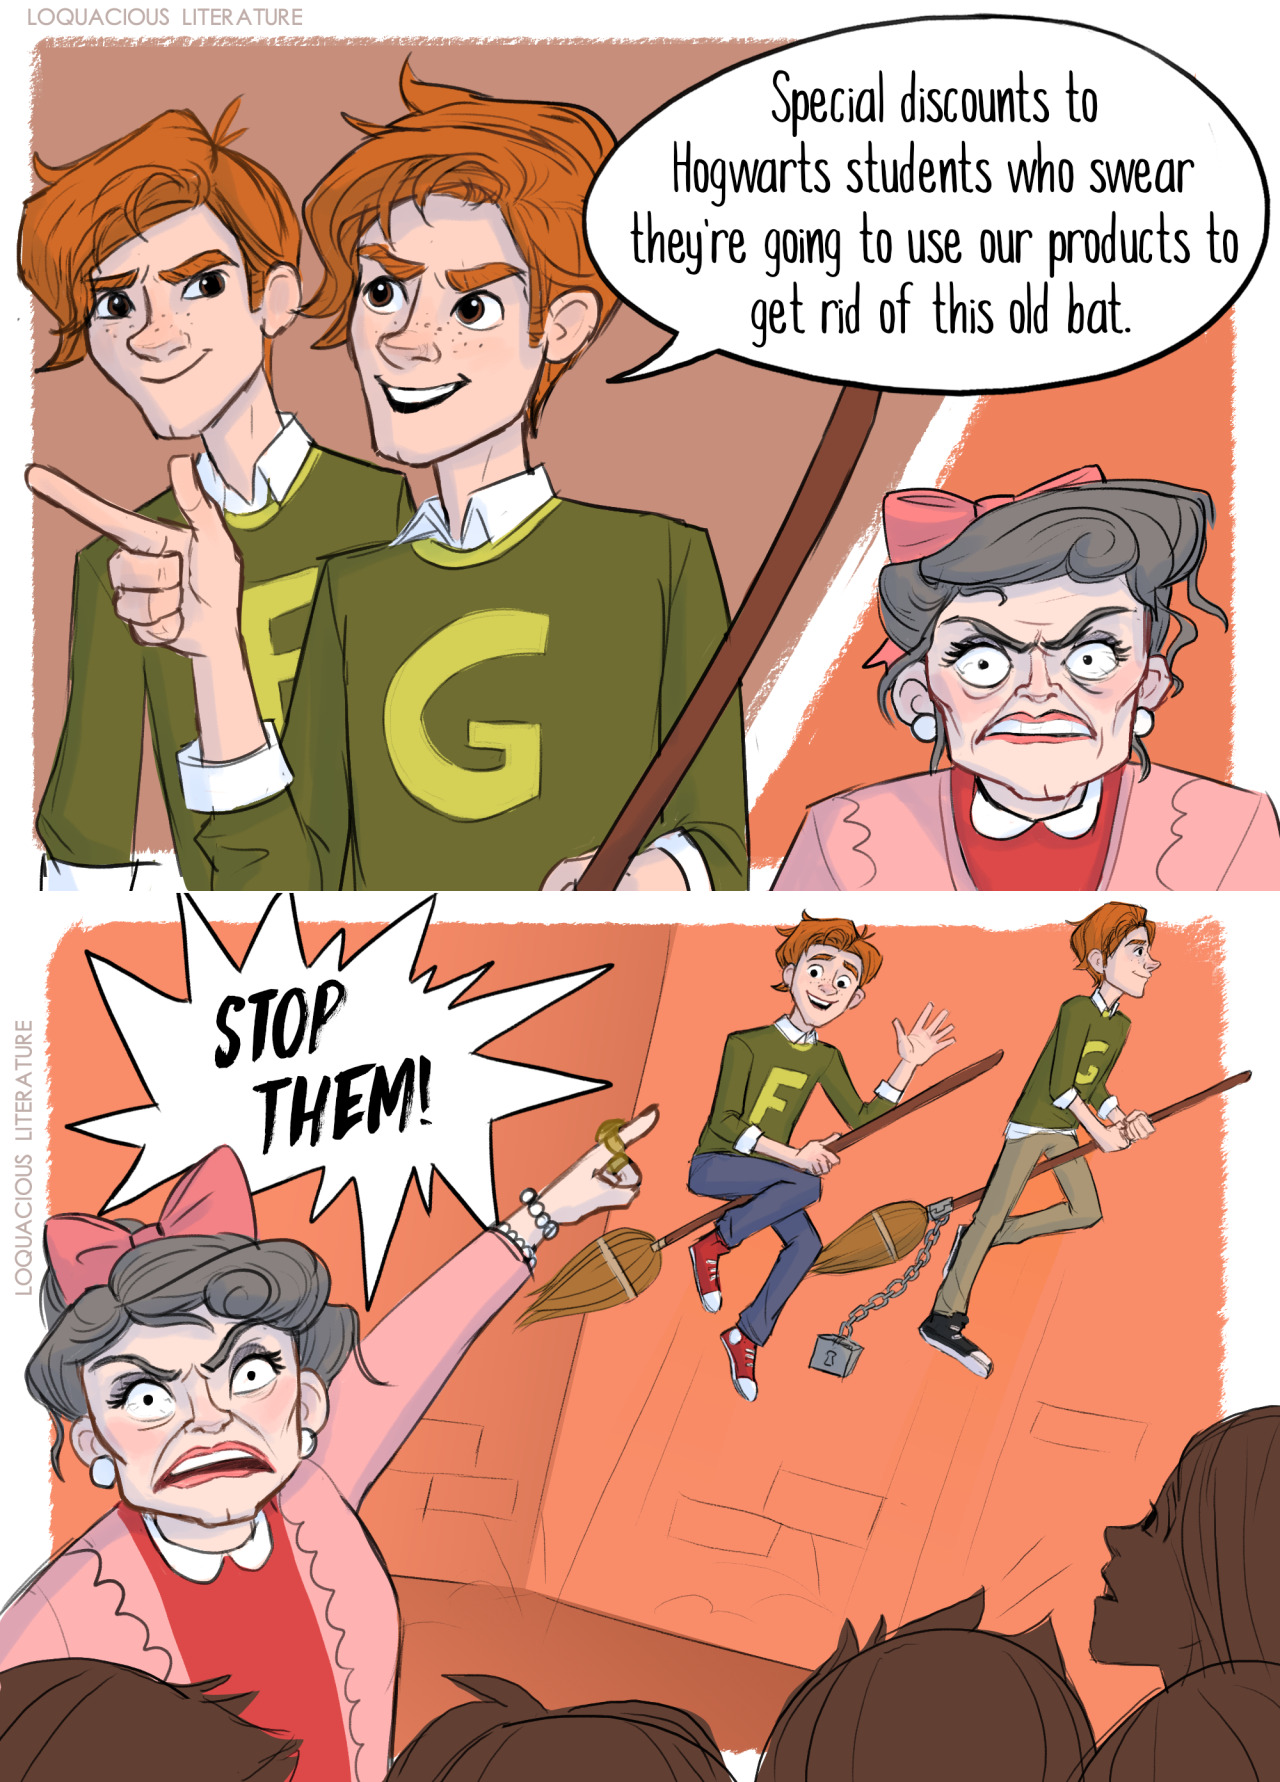 LOQUACIOUS LITERATURE
Special discounts to
Hogwarts students who swear
they're going to use our products to
get rid of this old bat.
F
G
STOP
THEM!
F
G
LOQUACIOUS LITERATURE